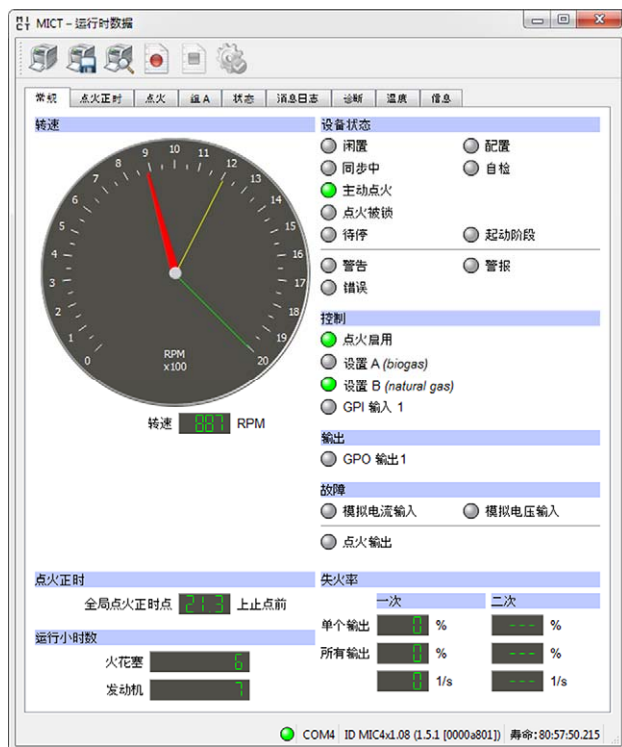 MICT – 运行时数据
常规 点火正时 点火 组 A 状态 消息日志 诊断 温度 信息
转速
0 1 2 3 4 5 6 7 8 9 10 11 12 13 14 15 16 17 18 19 20
RPM
x100
转速 887 RPM
设备状态
闲置 配置
同步中 自检
主动点火
点火被锁
待停 起动阶段
警告 警报
错误
控制
点火启用
设置 A (biogas)
设置 B (natural gas)
GPI 输入 1
输出
GPO 输出1
故障
模拟电流输入 模拟电压输入
点火输出
点火正时
全局点火正时点 21.3 上止点前
运行小时数
火花塞 6
发动机 7
失火率
一次 二次
单个输出 0 % --- %
所有输出 0 % --- %
0 1/s --- 1/s
COM4 ID MIC4x1.08 (1.5.1 [0000a801]) 寿命:80:57:50.215